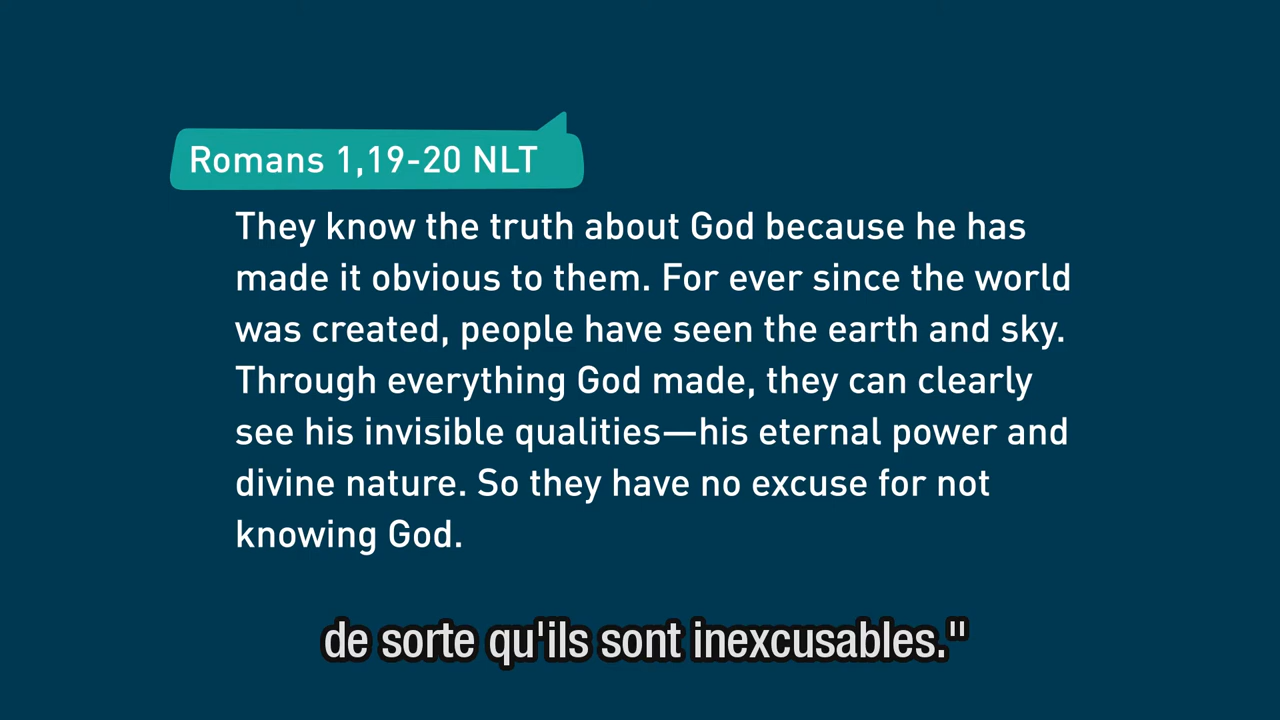 Romans 1,19-20 NLT
They know the truth about God because he has
made it obvious to them. For ever since the world
was created, people have seen the earth and sky.
Through everything God made, they can clearly
see his invisible qualities—his eternal power and
divine nature. So they have no excuse for not
knowing God.
de sorte qu'ils sont inexcusables."